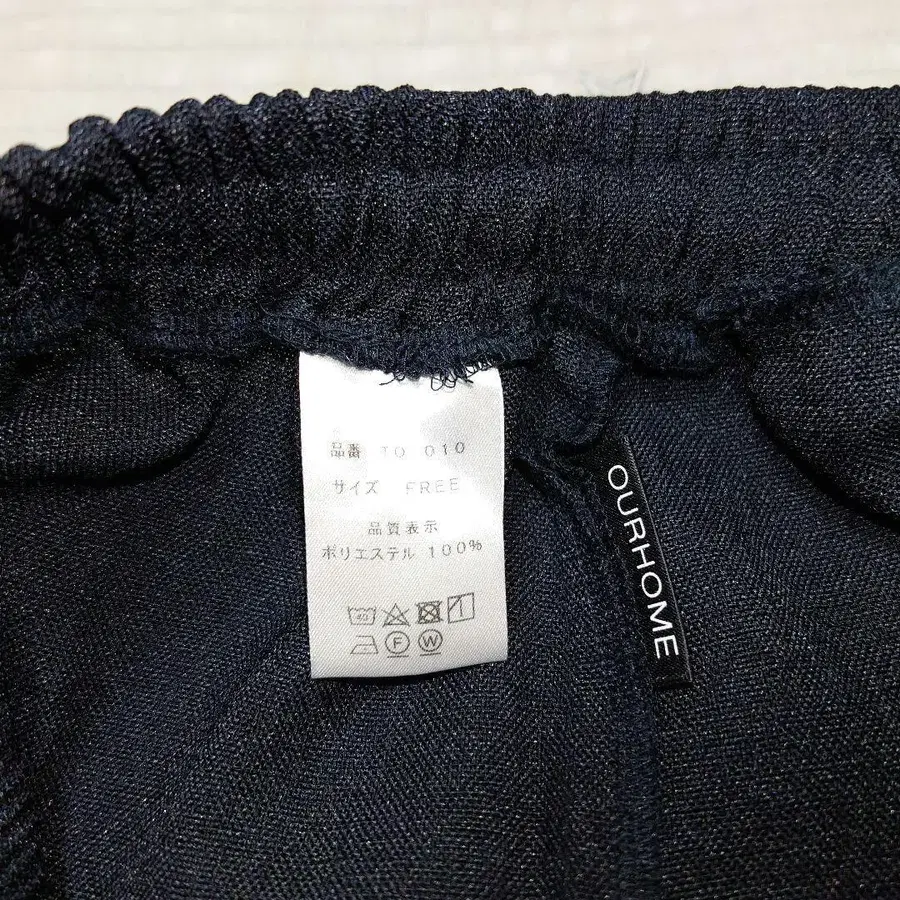 品番 TO 010
サイズ FREE
品質表示
ポリエステル 100%
40
F W
OURHOME